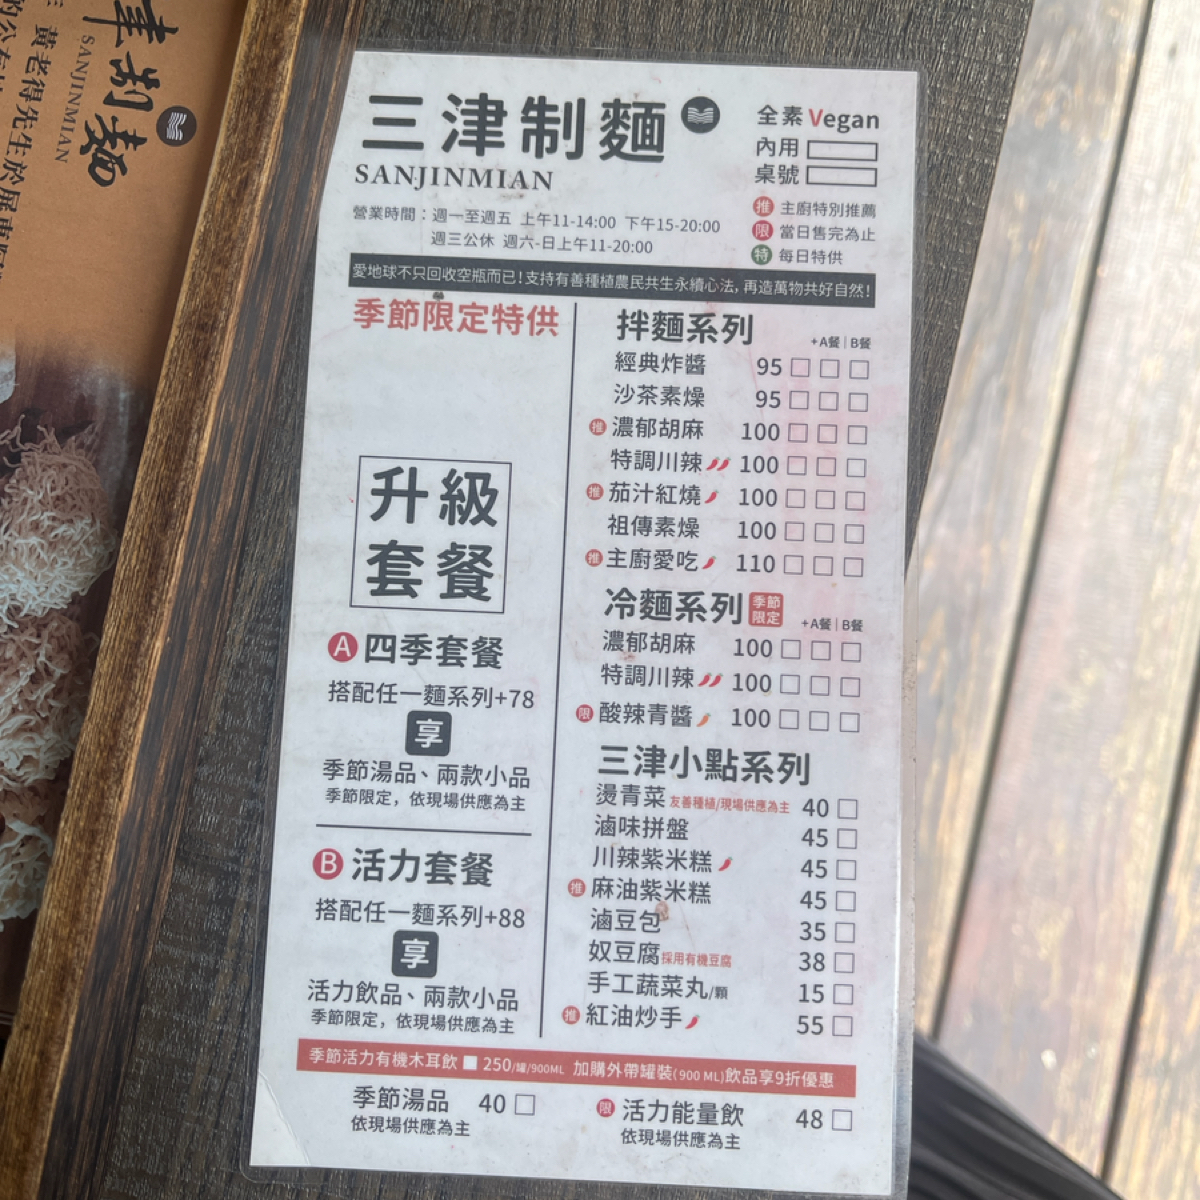 津制麵
SANJINMIAN
黃老得先生於屏東
三津制麵
SANJINMIAN
全素 Vegan
內用
桌號
營業時間：週一至週五 上午11-14:00 下午15-20:00
週三公休 週六-日上午11-20:00
推 主廚特別推薦
限 當日售完為止
特 每日特供
愛地球不只回收空瓶而已！支持有善種植農民共生永續心法，再造萬物共好自然！
季節限定特供
升級
套餐
A 四季套餐
搭配任一麵系列+78
享
季節湯品、兩款小品
季節限定，依現場供應為主
B 活力套餐
搭配任一麵系列+88
享
活力飲品、兩款小品
季節限定，依現場供應為主
拌麵系列 +A餐｜B餐
經典炸醬 95
沙茶素燥 95
推 濃郁胡麻 100
特調川辣 100
推 茄汁紅燒 100
祖傳素燥 100
推 主廚愛吃 110
冷麵系列 季節限定 +A餐｜B餐
濃郁胡麻 100
特調川辣 100
限 酸辣青醬 100
三津小點系列
燙青菜 友善種植/現場供應為主 40
滷味拼盤 45
川辣紫米糕 45
推 麻油紫米糕 45
滷豆包 35
奴豆腐 採用有機豆腐 38
手工蔬菜丸/顆 15
推 紅油炒手 55
季節活力有機木耳飲 250/罐/900ML 加購外帶罐裝(900 ML)飲品享9折優惠
季節湯品 40
依現場供應為主
限 活力能量飲 48
依現場供應為主